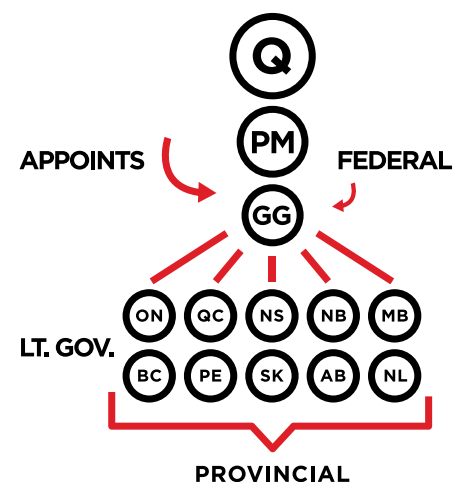 Q
PM
APPOINTS
FEDERAL
GG
ON QC NS NB MB
LT. GOV.
BC PE SK AB NL
PROVINCIAL